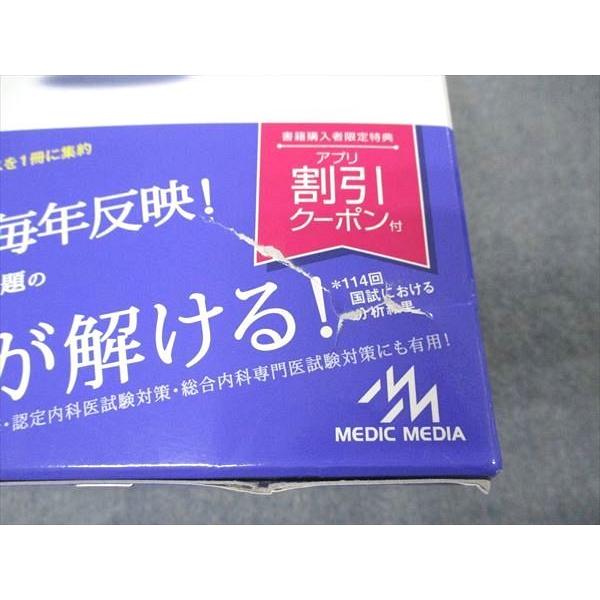 を1冊に集約
書籍購入者限定特典
アプリ
割引
クーポン付
毎年反映!
題の
が解ける!
*114回
国試における
分析結果
・認定内科医試験対策・総合内科専門医試験対策にも有用!
MEDIC MEDIA